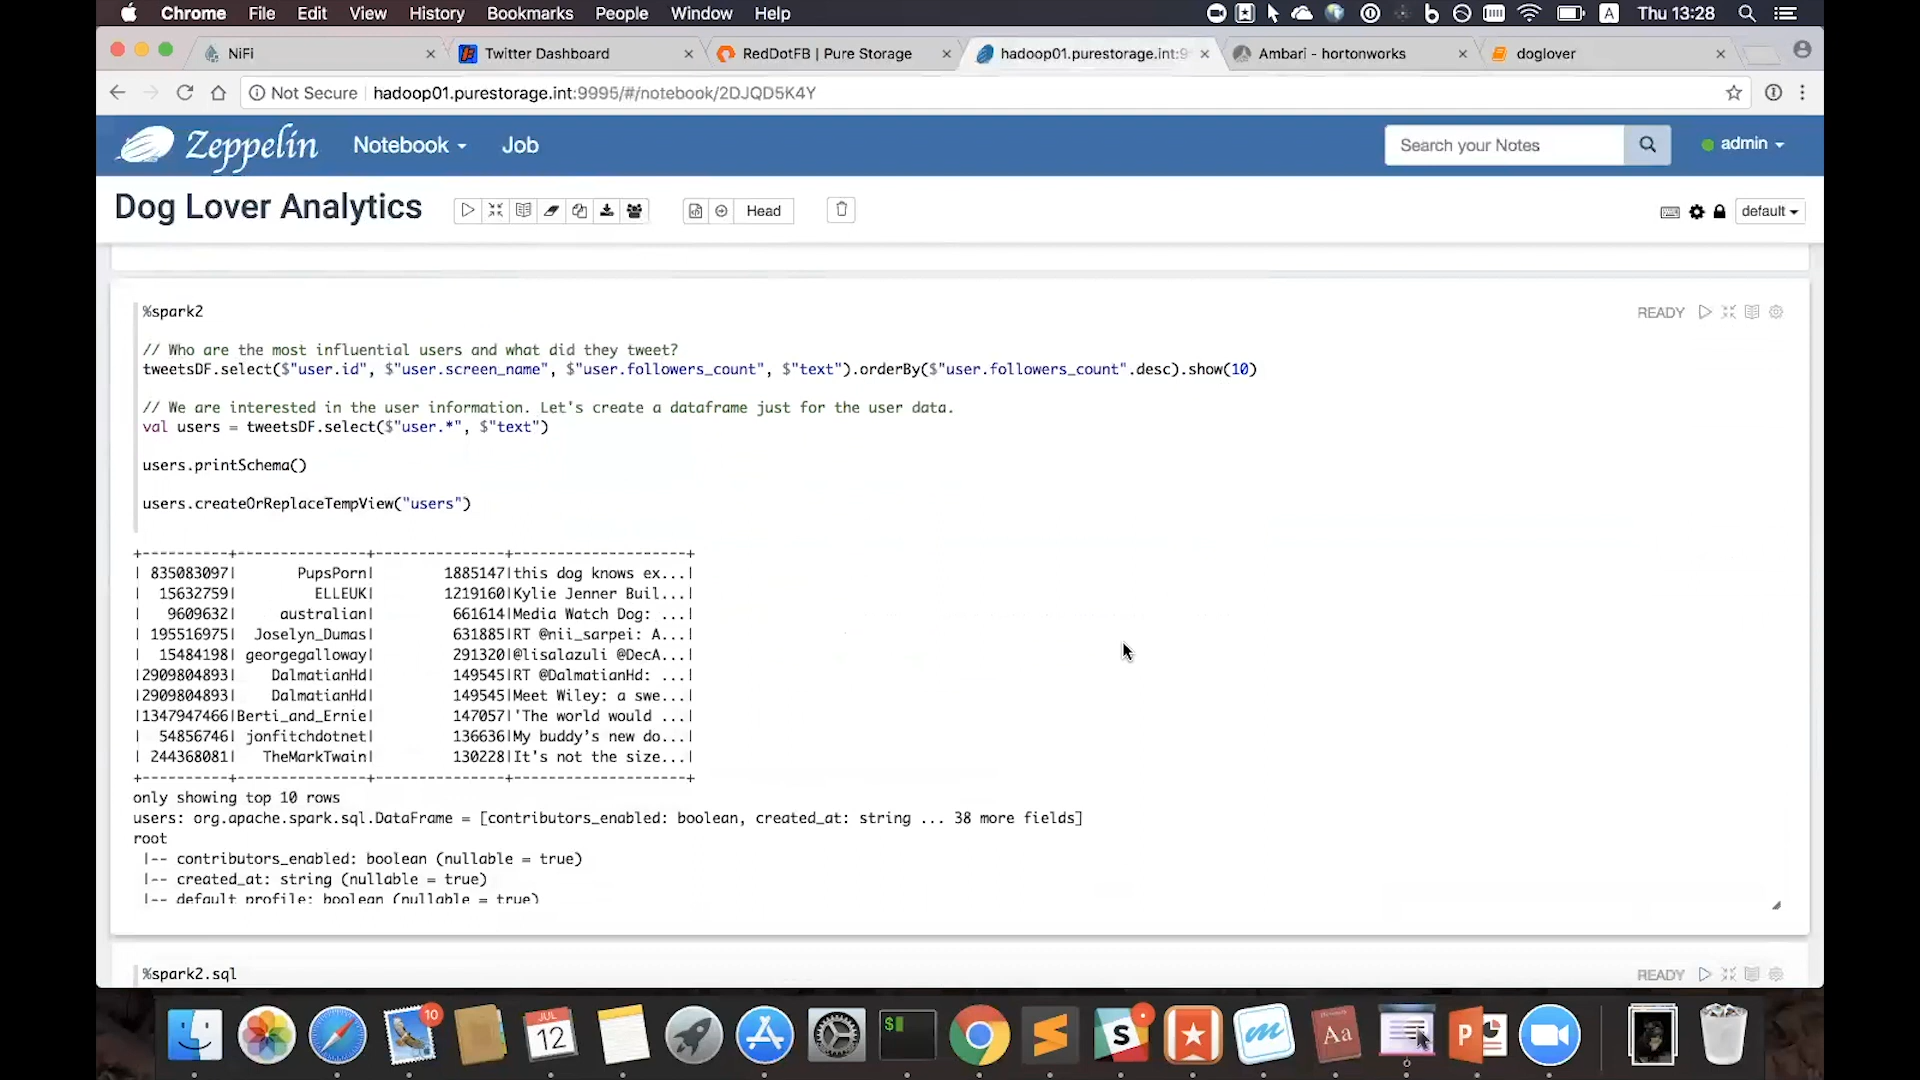 Chrome File Edit View History Bookmarks People Window Help
A Thu 13:28
NiFi
Twitter Dashboard
RedDotFB | Pure Storage
hadoop01.purestorage.int:9
Ambari - hortonworks
doglover
Not Secure | hadoop01.purestorage.int:9995/#/notebook/2DJQD5K4Y
Zeppelin Notebook Job Search your Notes admin
Dog Lover Analytics Head default
%spark2 READY
// Who are the most influential users and what did they tweet?
tweetsDF.select($"user.id", $"user.screen_name", $"user.followers_count", $"text").orderBy($"user.followers_count".desc).show(10)
// We are interested in the user information. Let's create a dataframe just for the user data.
val users = tweetsDF.select($"user.*", $"text")
users.printSchema()
users.createOrReplaceTempView("users")
+----------+---------------+---------------+--------------------+
| 835083097| PupsPorn| 1885147|this dog knows ex...|
| 15632759| ELLEUK| 1219160|Kylie Jenner Buil...|
| 9609632| australian| 661614|Media Watch Dog: ...|
| 195516975| Joselyn_Dumas| 631885|RT @nii_sarpei: A...|
| 15484198| georgegalloway| 291320|@lisalazuli @DecA...|
|2909804893| DalmatianHd| 149545|RT @DalmatianHd: ...|
|2909804893| DalmatianHd| 149545|Meet Wiley: a swe...|
|1347947466|Berti_and_Ernie| 147057|'The world would ...|
| 54856746| jonfitchdotnet| 136636|My buddy’s new do...|
| 244368081| TheMarkTwain| 130228|It's not the size...|
+----------+---------------+---------------+--------------------+
only showing top 10 rows
users: org.apache.spark.sql.DataFrame = [contributors_enabled: boolean, created_at: string ... 38 more fields]
root
|-- contributors_enabled: boolean (nullable = true)
|-- created_at: string (nullable = true)
|-- default_profile: boolean (nullable = true)
%spark2.sql READY
10
JUL
12
$
S
Aa
P